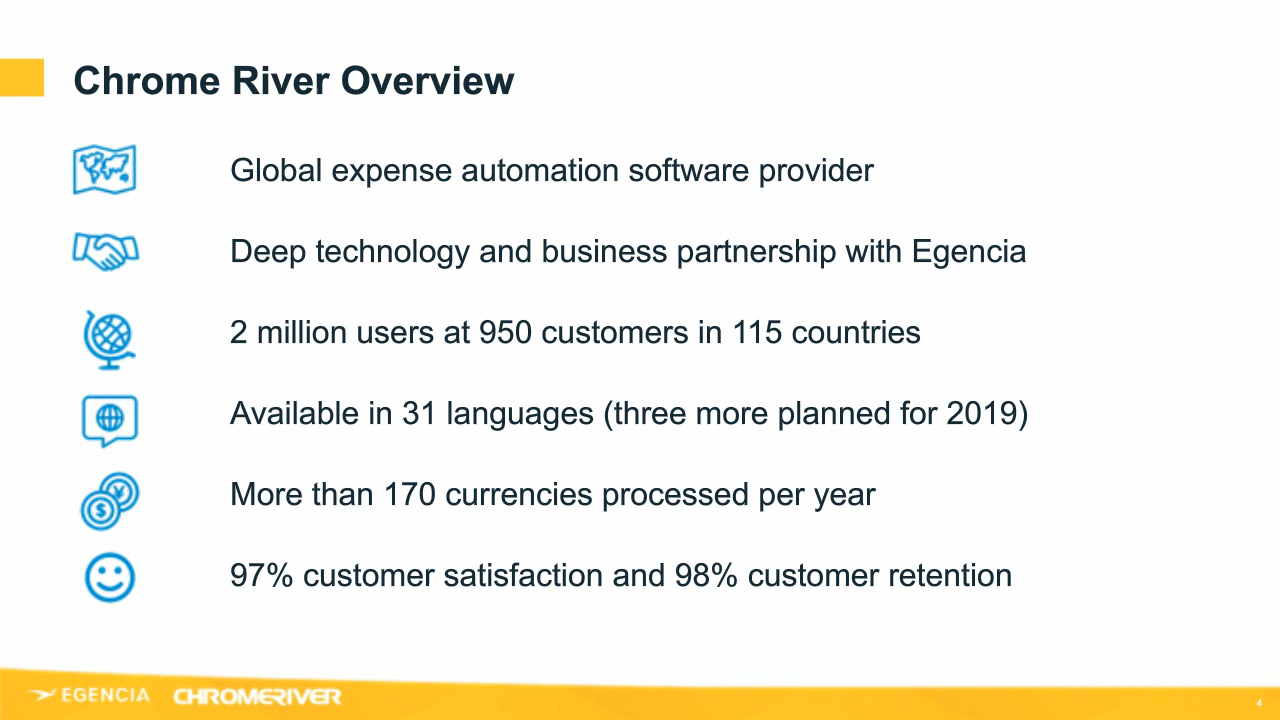 Chrome River Overview
Global expense automation software provider
Deep technology and business partnership with Egencia
2 million users at 950 customers in 115 countries
Available in 31 languages (three more planned for 2019)
More than 170 currencies processed per year
¥
$
97% customer satisfaction and 98% customer retention
EGENCIA CHROMERIVER
4